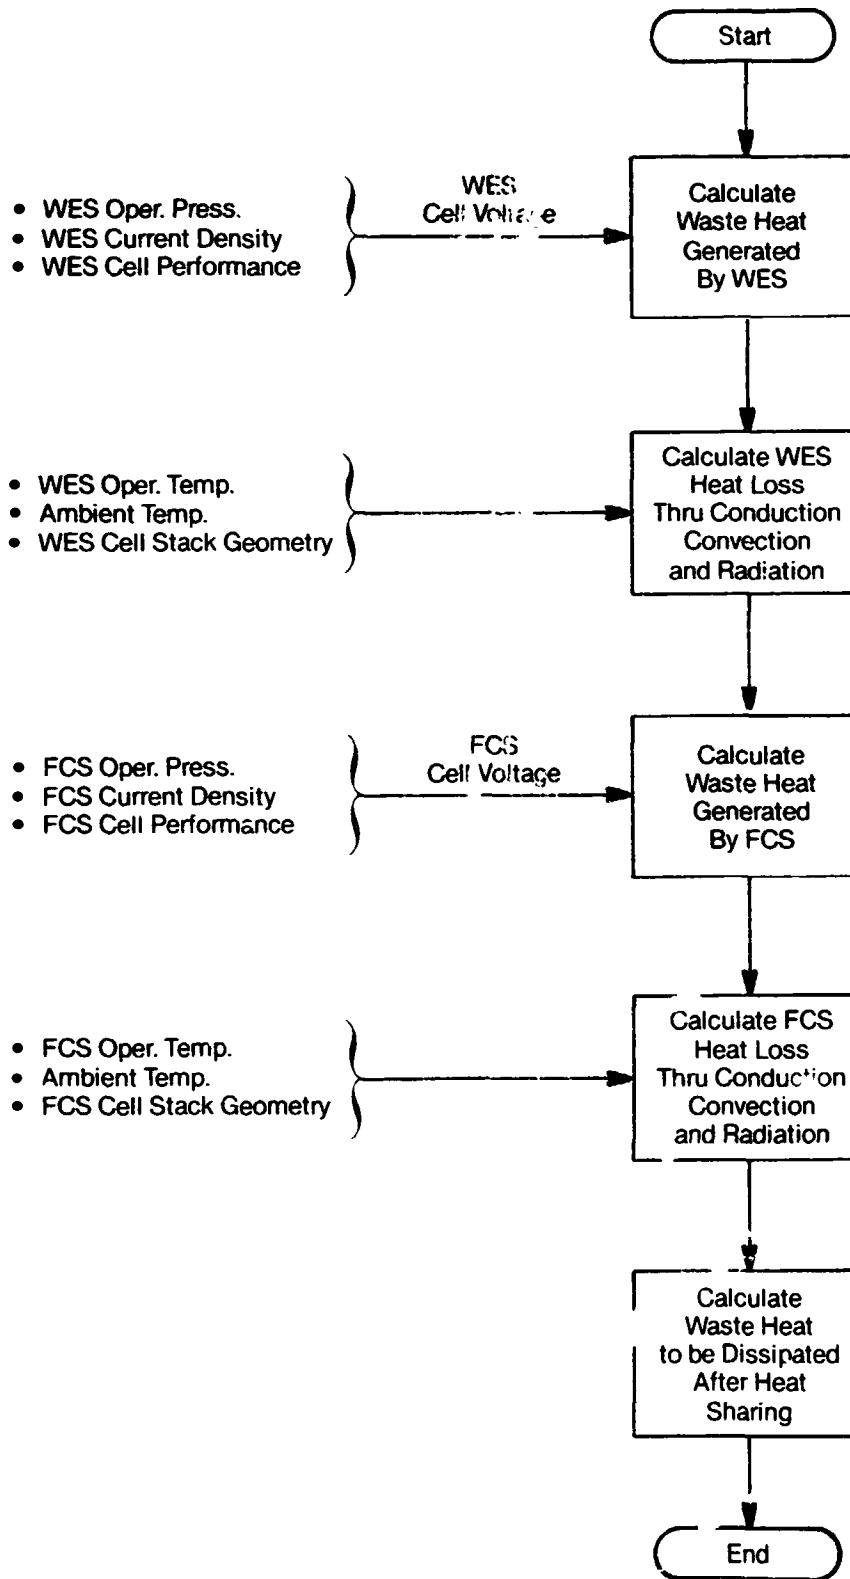 Start
• WES Oper. Press.
• WES Current Density
• WES Cell Performance
WES
Cell Voltage
Calculate
Waste Heat
Generated
By WES
• WES Oper. Temp.
• Ambient Temp.
• WES Cell Stack Geometry
Calculate WES
Heat Loss
Thru Conduction
Convection
and Radiation
• FCS Oper. Press.
• FCS Current Density
• FCS Cell Performance
FCS
Cell Voltage
Calculate
Waste Heat
Generated
By FCS
• FCS Oper. Temp.
• Ambient Temp.
• FCS Cell Stack Geometry
Calculate FCS
Heat Loss
Thru Conduction
Convection
and Radiation
Calculate
Waste Heat
to be Dissipated
After Heat
Sharing
End